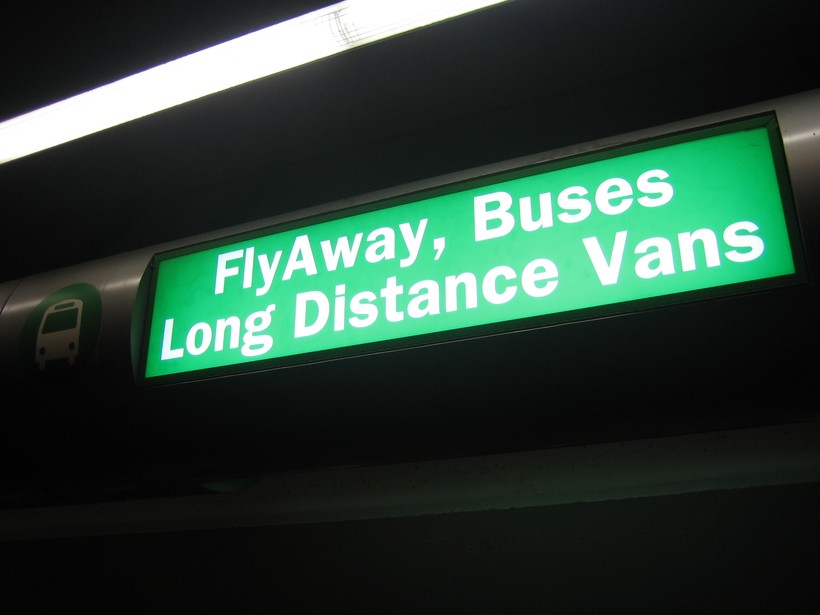 FlyAway, Buses
Long Distance Vans